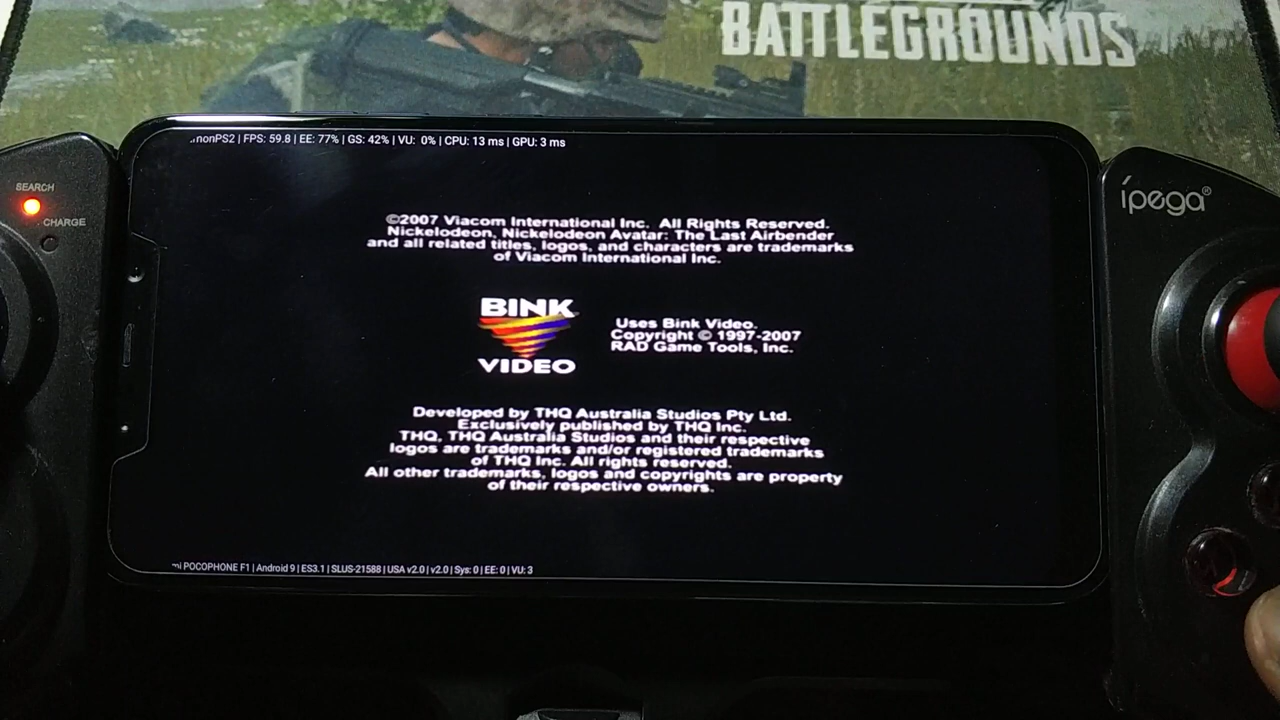 BATTLEGROUNDS
nonPS2 | FPS: 59.8 | EE: 77% | GS: 42% | VU: 0% | CPU: 13 ms | GPU: 3 ms
SEARCH
CHARGE
ípega®
©2007 Viacom International Inc. All Rights Reserved.
Nickelodeon, Nickelodeon Avatar: The Last Airbender
and all related titles, logos, and characters are trademarks
of Viacom International Inc.
BINK
VIDEO
Uses Bink Video.
Copyright © 1997-2007
RAD Game Tools, Inc.
Developed by THQ Australia Studios Pty Ltd.
Exclusively published by THQ Inc.
THQ, THQ Australia Studios and their respective
logos are trademarks and/or registered trademarks
of THQ Inc. All rights reserved.
All other trademarks, logos and copyrights are property
of their respective owners.
POCOPHONE F1 | Android 9 | ES3.1 | SLUS-21588 | USA v2.0 | v2.0 | Sys: 0 | EE: 0 | VU: 3